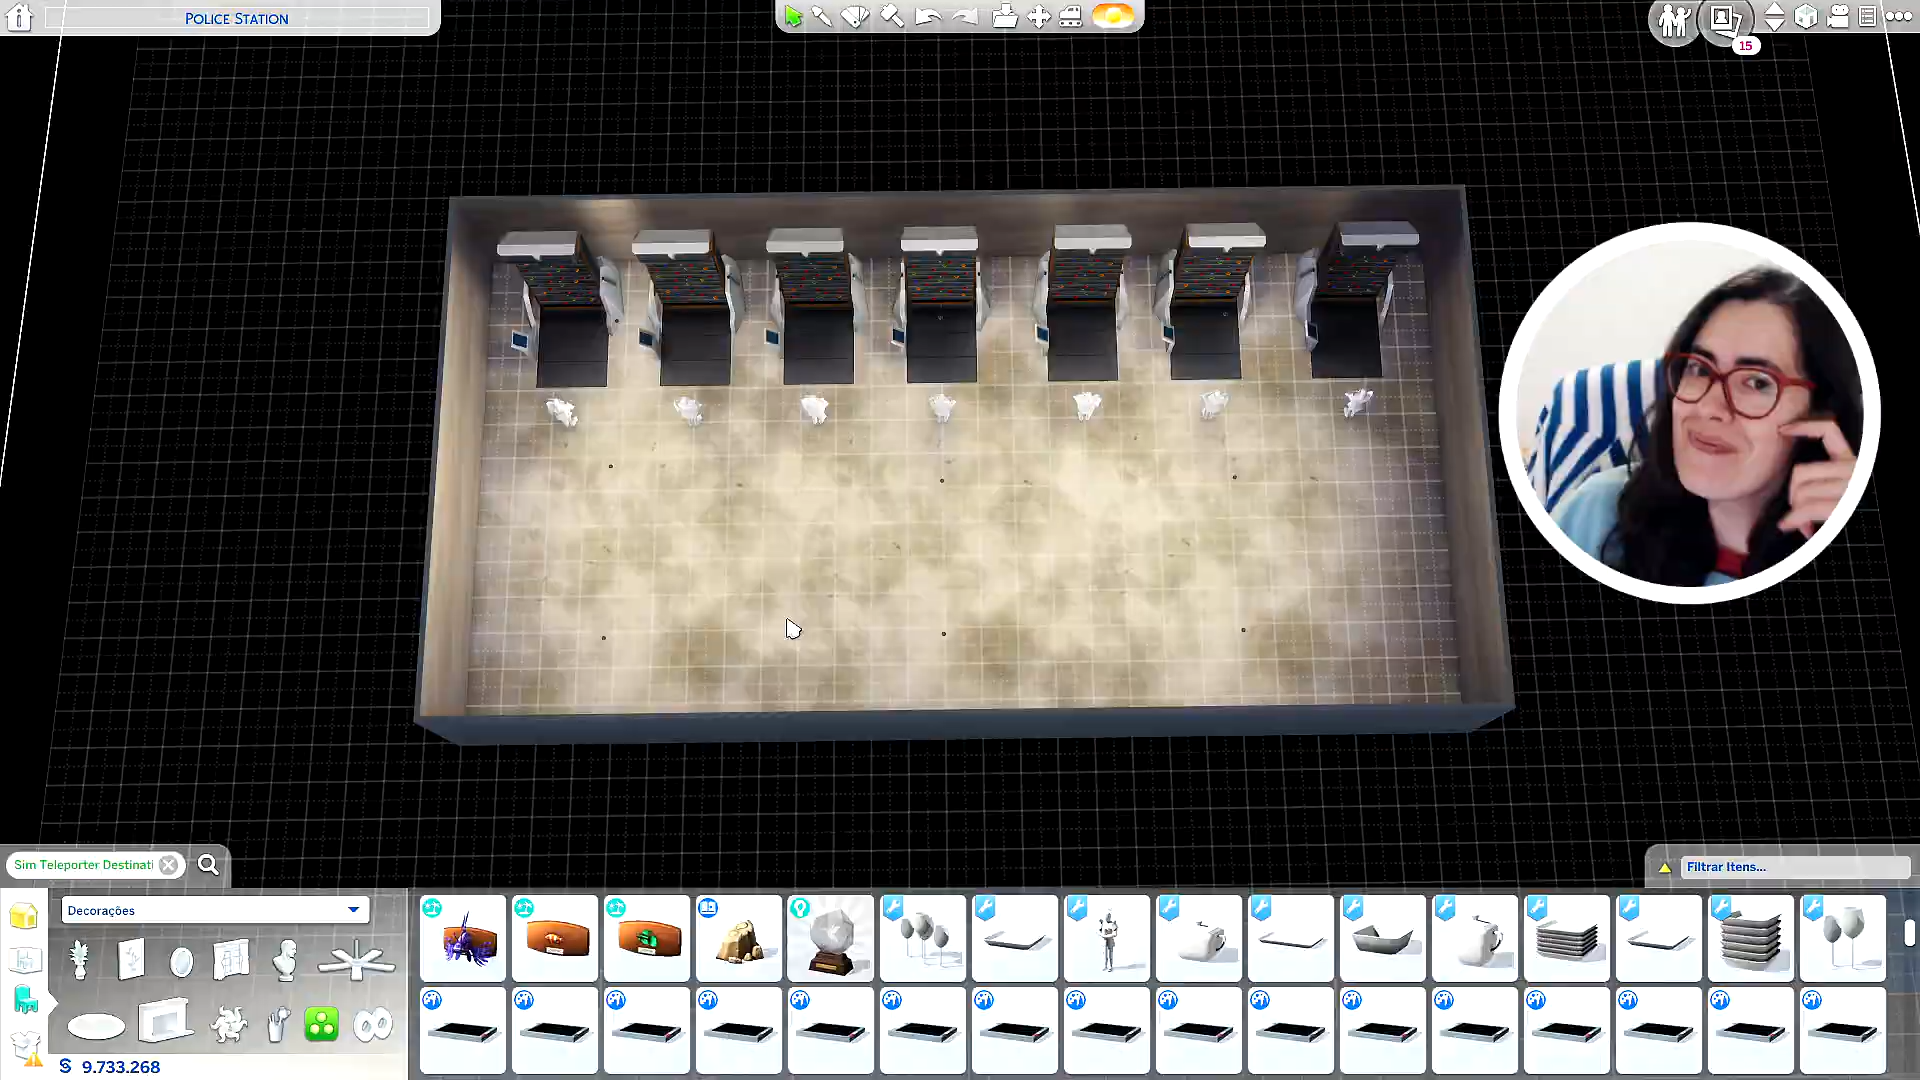 POLICE STATION
15
Sim Teleporter Destinati
Filtrar Itens...
Decorações
§ 9.733.268